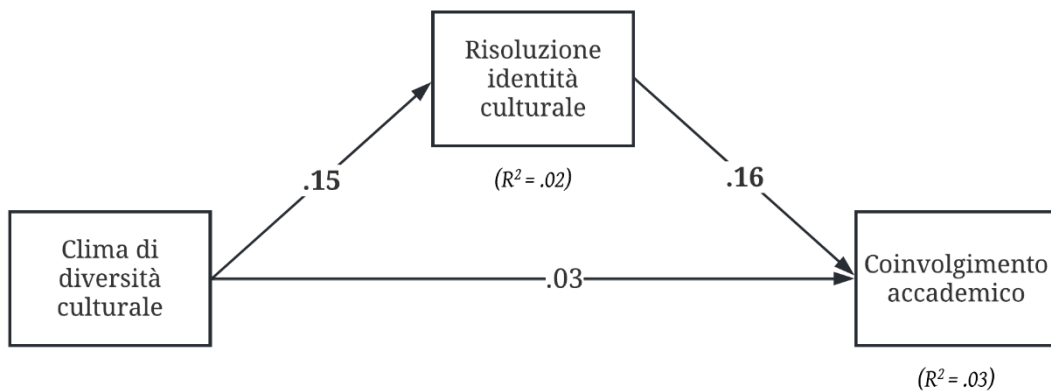 Risoluzione
identità
culturale
(R² = .02)
.15
.16
Clima di
diversità
culturale
.03
Coinvolgimento
accademico
(R² = .03)